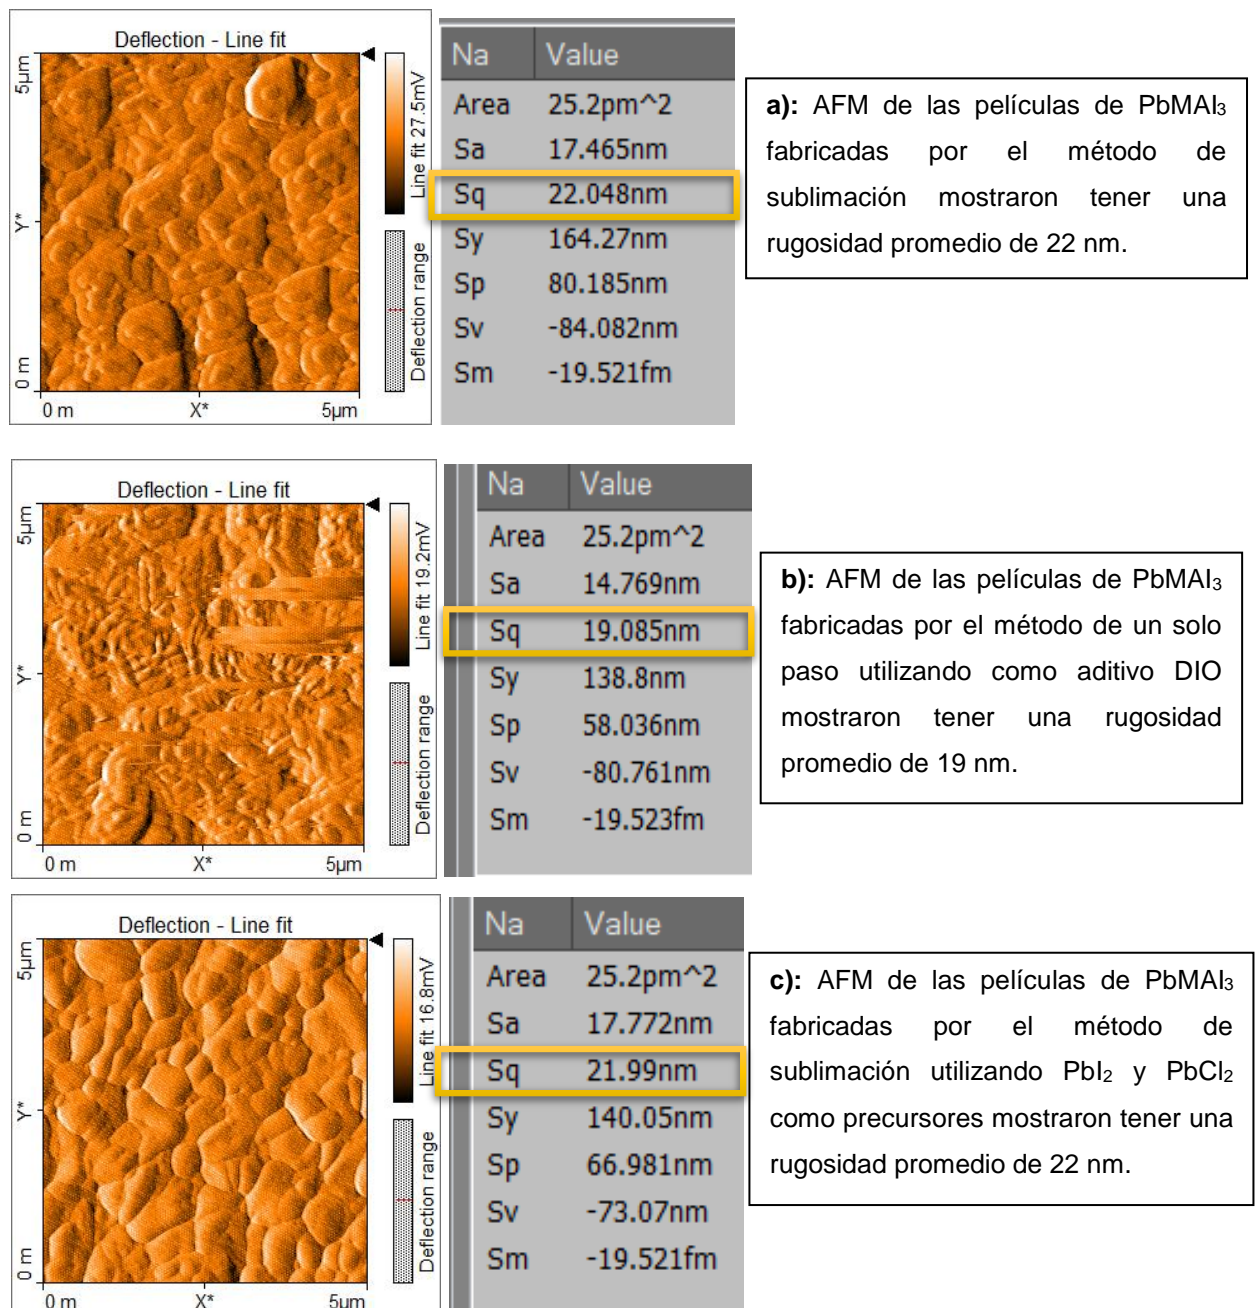 Deflection - Line fit
5µm
Y*
0 m
0 m
X*
5µm
Line fit 27.5mV
Deflection range
Na Value
Area 25.2pm^2
Sa 17.465nm
Sq 22.048nm
Sy 164.27nm
Sp 80.185nm
Sv -84.082nm
Sm -19.521fm
a): AFM de las películas de PbMAI₃
fabricadas por el método de
sublimación mostraron tener una
rugosidad promedio de 22 nm.
Deflection - Line fit
5µm
Y*
0 m
0 m
X*
5µm
Line fit 19.2mV
Deflection range
Na Value
Area 25.2pm^2
Sa 14.769nm
Sq 19.085nm
Sy 138.8nm
Sp 58.036nm
Sv -80.761nm
Sm -19.523fm
b): AFM de las películas de PbMAI₃
fabricadas por el método de un solo
paso utilizando como aditivo DIO
mostraron tener una rugosidad
promedio de 19 nm.
Deflection - Line fit
5µm
Y*
0 m
0 m
X*
5µm
Line fit 16.8mV
Deflection range
Na Value
Area 25.2pm^2
Sa 17.772nm
Sq 21.99nm
Sy 140.05nm
Sp 66.981nm
Sv -73.07nm
Sm -19.521fm
c): AFM de las películas de PbMAI₃
fabricadas por el método de
sublimación utilizando PbI₂ y PbCl₂
como precursores mostraron tener una
rugosidad promedio de 22 nm.